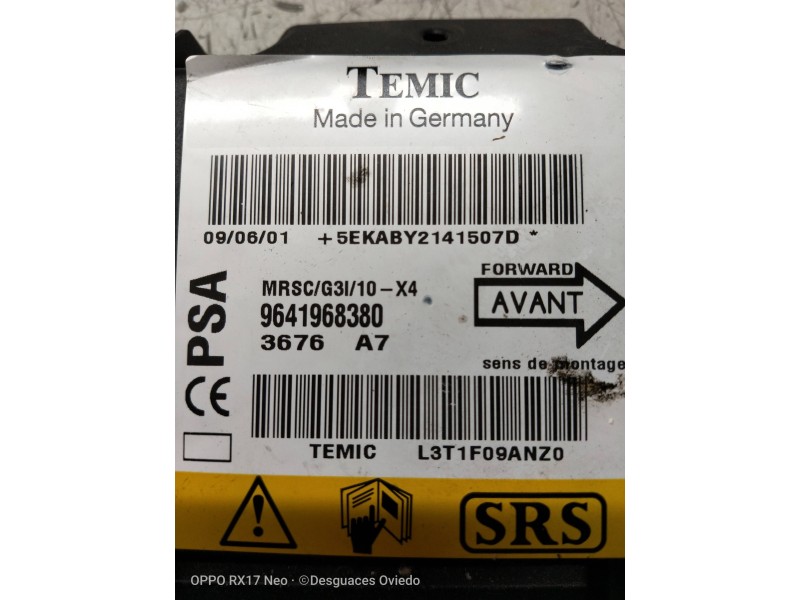 TEMIC
Made in Germany
09/06/01 +5EKABY2141507D *
PSA
MRSC/G3I/10-X4
9641968380
3676 A7
FORWARD
AVANT
sens de montage
CE
TEMIC L3T1F09ANZ0
SRS
OPPO RX17 Neo · ©Desguaces Oviedo